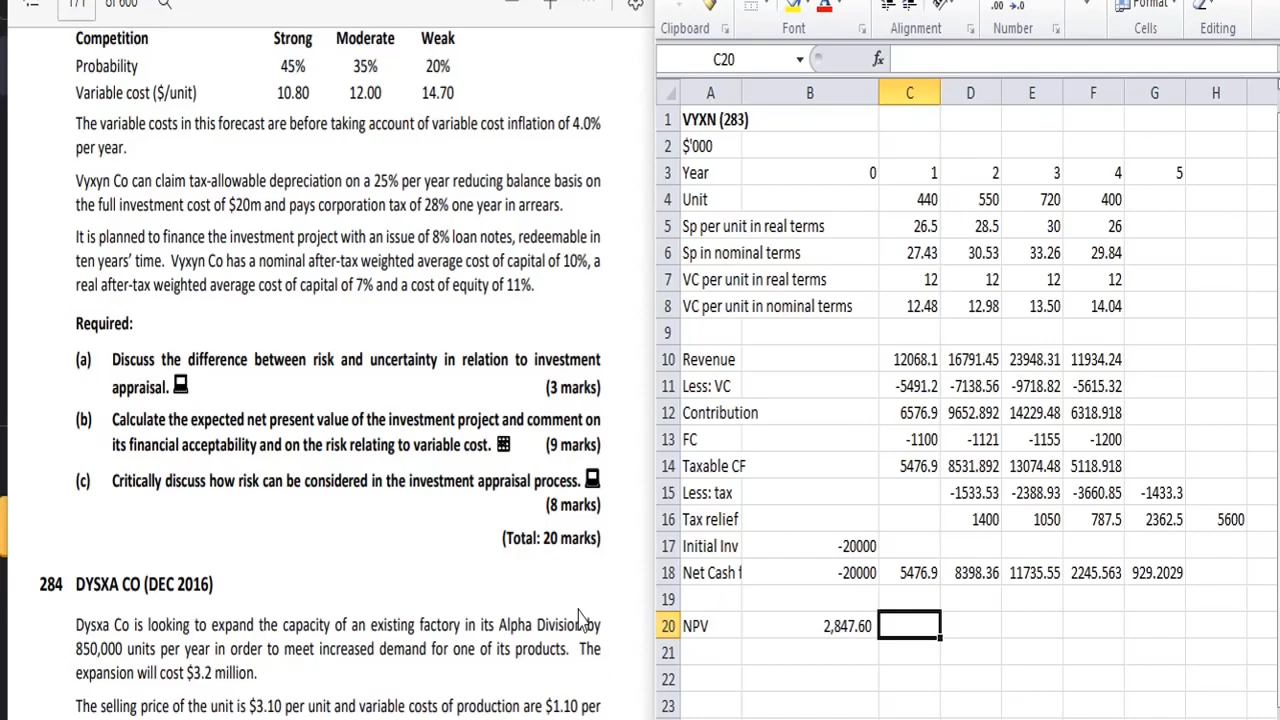 171 of 600
Competition Strong Moderate Weak
Probability 45% 35% 20%
Variable cost ($/unit) 10.80 12.00 14.70
The variable costs in this forecast are before taking account of variable cost inflation of 4.0%
per year.
Vyxyn Co can claim tax-allowable depreciation on a 25% per year reducing balance basis on
the full investment cost of $20m and pays corporation tax of 28% one year in arrears.
It is planned to finance the investment project with an issue of 8% loan notes, redeemable in
ten years' time. Vyxyn Co has a nominal after-tax weighted average cost of capital of 10%, a
real after-tax weighted average cost of capital of 7% and a cost of equity of 11%.
Required:
(a) Discuss the difference between risk and uncertainty in relation to investment
appraisal. (3 marks)
(b) Calculate the expected net present value of the investment project and comment on
its financial acceptability and on the risk relating to variable cost. (9 marks)
(c) Critically discuss how risk can be considered in the investment appraisal process.
(8 marks)
(Total: 20 marks)
284 DYSXA CO (DEC 2016)
Dysxa Co is looking to expand the capacity of an existing factory in its Alpha Division by
850,000 units per year in order to meet increased demand for one of its products. The
expansion will cost $3.2 million.
The selling price of the unit is $3.10 per unit and variable costs of production are $1.10 per
Format
Clipboard Font Alignment Number Cells Editing
C20 fx
A B C D E F G H
1 VYXN (283)
2 $'000
3 Year 0 1 2 3 4 5
4 Unit 440 550 720 400
5 Sp per unit in real terms 26.5 28.5 30 26
6 Sp in nominal terms 27.43 30.53 33.26 29.84
7 VC per unit in real terms 12 12 12 12
8 VC per unit in nominal terms 12.48 12.98 13.50 14.04
9
10 Revenue 12068.1 16791.45 23948.31 11934.24
11 Less: VC -5491.2 -7138.56 -9718.82 -5615.32
12 Contribution 6576.9 9652.892 14229.48 6318.918
13 FC -1100 -1121 -1155 -1200
14 Taxable CF 5476.9 8531.892 13074.48 5118.918
15 Less: tax -1533.53 -2388.93 -3660.85 -1433.3
16 Tax relief 1400 1050 787.5 2362.5 5600
17 Initial Inv -20000
18 Net Cash f -20000 5476.9 8398.36 11735.55 2245.563 929.2029
19
20 NPV 2,847.60
21
22
23